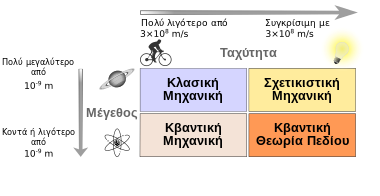 Πολύ λιγότερο από
3×10⁸ m/s
Συγκρίσιμη με
3×10⁸ m/s
Ταχύτητα
Πολύ μεγαλύτερο
από
10⁻⁹ m
Μέγεθος
Κοντά ή λιγότερο
από
10⁻⁹ m
Κλασική
Μηχανική
Σχετικιστική
Μηχανική
Κβαντική
Μηχανική
Κβαντική
Θεωρία Πεδίου